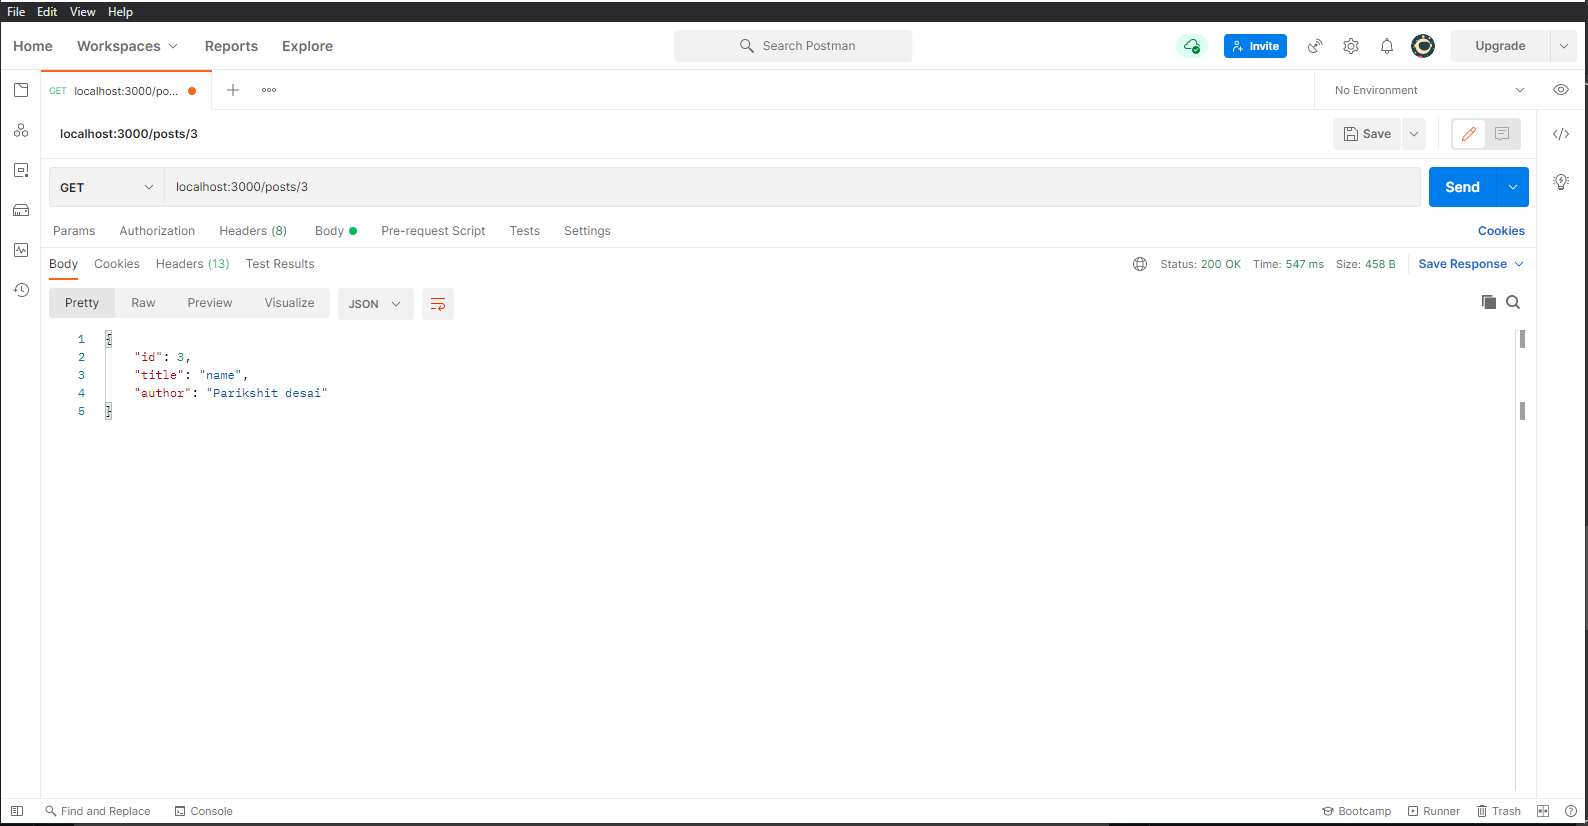 File Edit View Help
Home Workspaces Reports Explore Search Postman Invite Upgrade
GET localhost:3000/po... No Environment
localhost:3000/posts/3 Save
GET localhost:3000/posts/3 Send
Params Authorization Headers (8) Body Pre-request Script Tests Settings Cookies
Body Cookies Headers (13) Test Results Status: 200 OK Time: 547 ms Size: 458 B Save Response
Pretty Raw Preview Visualize JSON
1 {
2 "id": 3,
3 "title": "name",
4 "author": "Parikshit desai"
5 }
Find and Replace Console Bootcamp Runner Trash